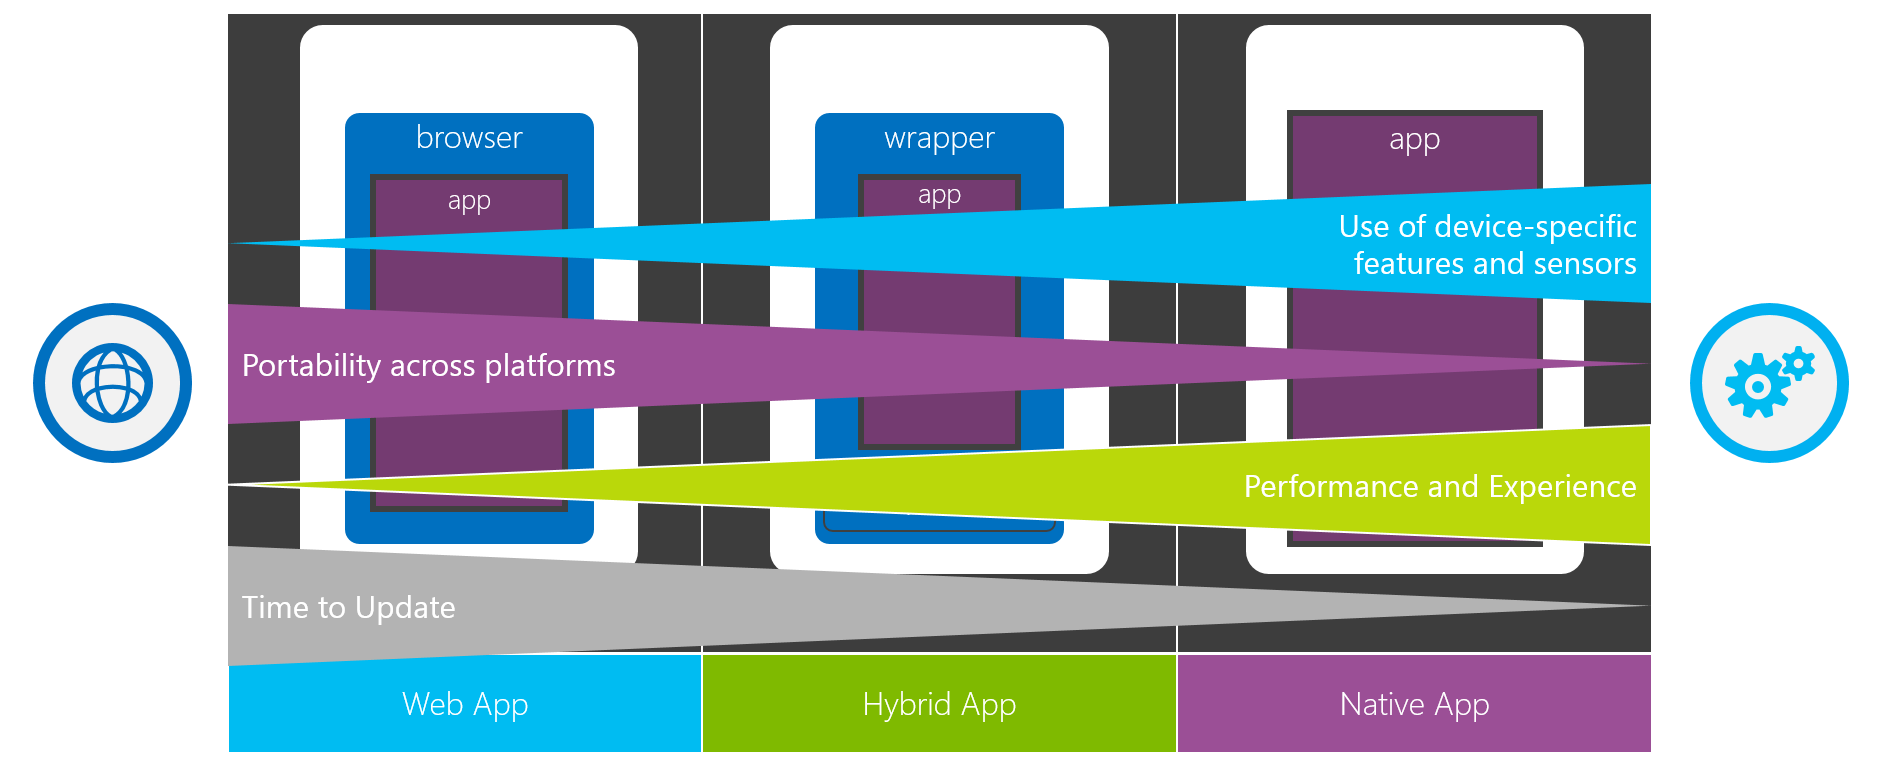 browser
wrapper
app
app
app
Use of device-specific
features and sensors
Portability across platforms
Performance and Experience
Time to Update
Web App
Hybrid App
Native App